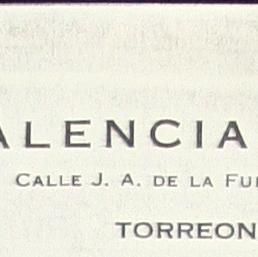 ALENCIA
CALLE J. A. DE LA FU
TORREON